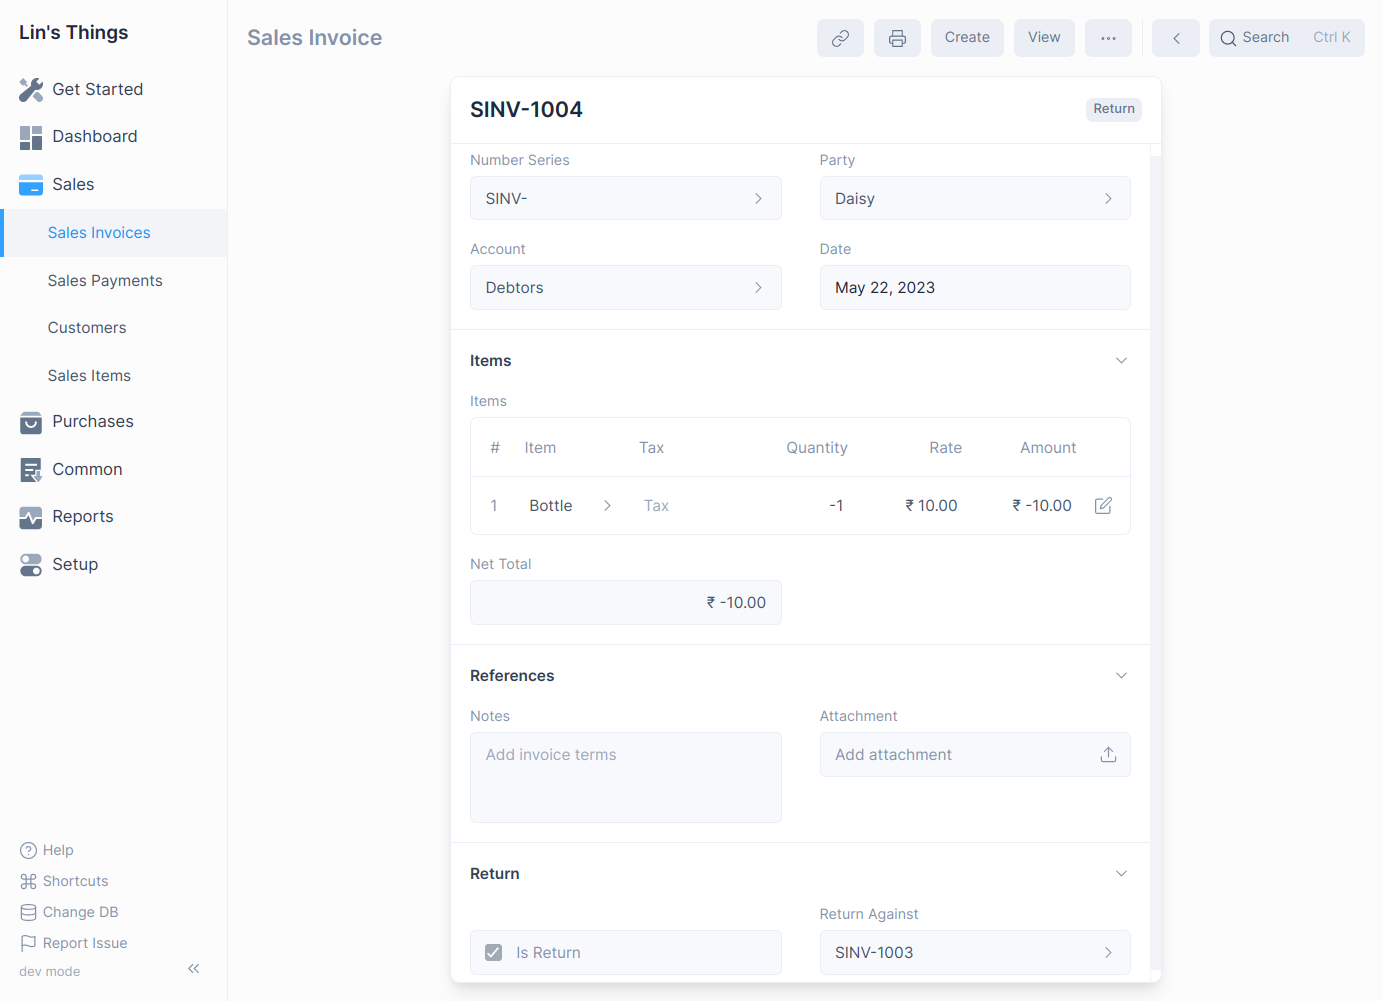 Lin's Things
Get Started
Dashboard
Sales
Sales Invoices
Sales Payments
Customers
Sales Items
Purchases
Common
Reports
Setup
Help
Shortcuts
Change DB
Report Issue
dev mode
Sales Invoice
Create
View
Search Ctrl K
SINV-1004
Return
Number Series
Party
SINV-
Daisy
Account
Date
Debtors
May 22, 2023
Items
Items
# Item Tax Quantity Rate Amount
1 Bottle Tax -1 ₹ 10.00 ₹ -10.00
Net Total
₹ -10.00
References
Notes
Attachment
Add invoice terms
Add attachment
Return
Return Against
Is Return
SINV-1003